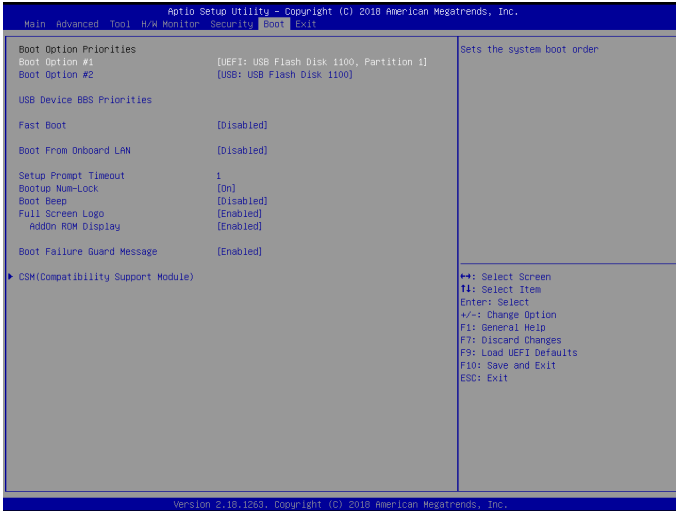 Aptio Setup Utility – Copyright (C) 2018 American Megatrends, Inc.
Main Advanced Tool H/W Monitor Security Boot Exit
Boot Option Priorities
Boot Option #1 [UEFI: USB Flash Disk 1100, Partition 1]
Boot Option #2 [USB: USB Flash Disk 1100]
USB Device BBS Priorities
Fast Boot [Disabled]
Boot From Onboard LAN [Disabled]
Setup Prompt Timeout 1
Bootup Num-Lock [On]
Boot Beep [Disabled]
Full Screen Logo [Enabled]
AddOn ROM Display [Enabled]
Boot Failure Guard Message [Enabled]
CSM(Compatibility Support Module)
Sets the system boot order
↔: Select Screen
↑↓: Select Item
Enter: Select
+/-: Change Option
F1: General Help
F7: Discard Changes
F9: Load UEFI Defaults
F10: Save and Exit
ESC: Exit
Version 2.18.1263. Copyright (C) 2018 American Megatrends, Inc.